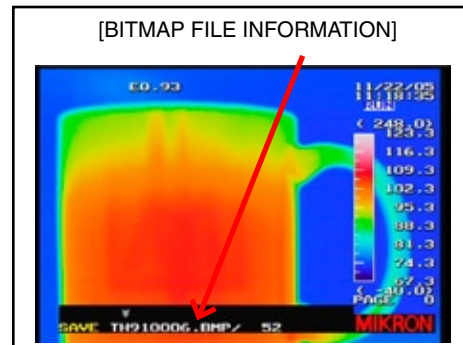 [BITMAP FILE INFORMATION]
E0.93
11/22/05
11:18:35
RUN
( 248.0)
123.3
116.3
109.3
102.3
95.3
88.3
81.3
74.3
67.3
( -40.0)
PAGE 0
SAVE TH910006.BMP/ 52
MIKRON